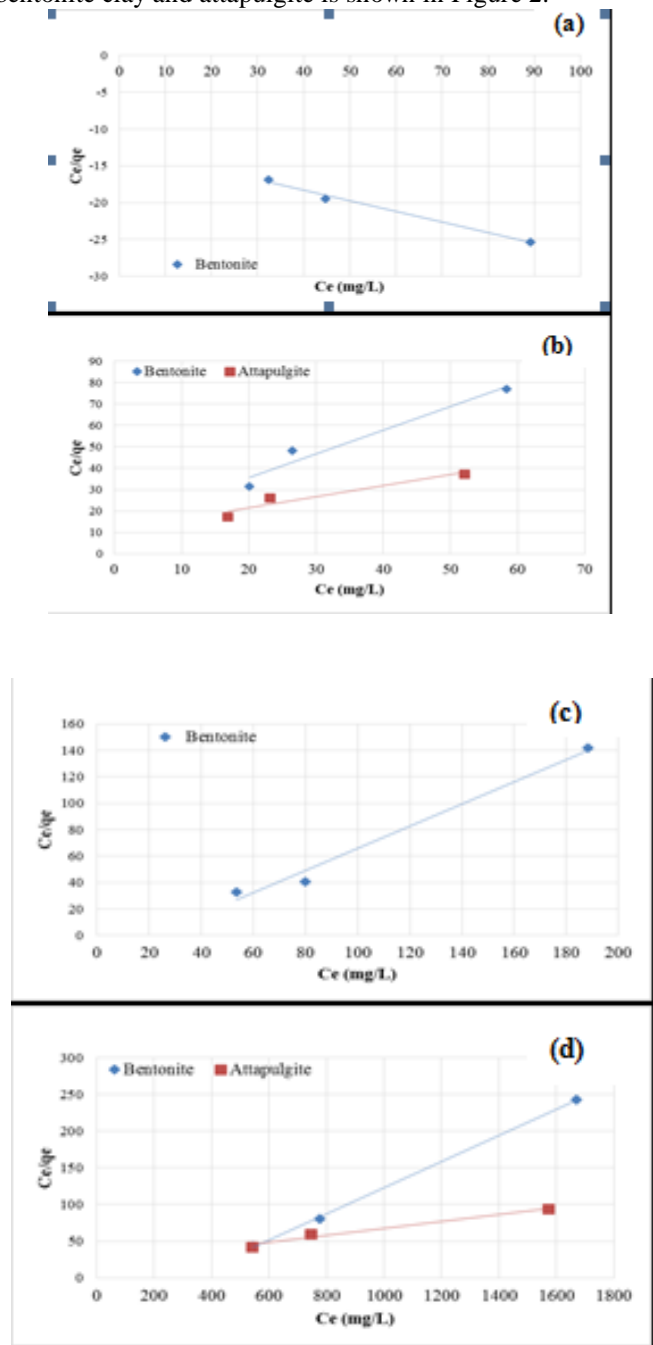 Bentonite clay and attapulgite is shown in Figure 2.
(a)
0 10 20 30 40 50 60 70 80 90 100
0
-5
-10
-15
-20
-25
-30
Ce/qe
Bentonite
Ce (mg/L)
(b)
90
80
70
60
50
40
30
20
10
0
Ce/qe
Bentonite Attapulgite
0 10 20 30 40 50 60 70
Ce (mg/L)
(c)
160
140
120
100
80
60
40
20
0
Ce/qe
Bentonite
0 20 40 60 80 100 120 140 160 180 200
Ce (mg/L)
(d)
300
250
200
150
100
50
0
Ce/qe
Bentonite Attapulgite
0 200 400 600 800 1000 1200 1400 1600 1800
Ce (mg/L)